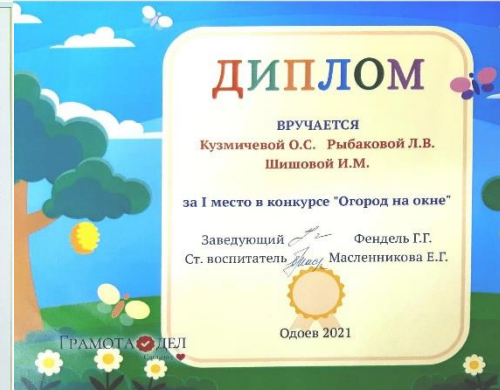 ДИПЛОМ
ВРУЧАЕТСЯ
Кузмичевой О.С. Рыбаковой Л.В.
Шишовой И.М.
за I место в конкурсе "Огород на окне"
Заведующий Фендель Г.Г.
Ст. воспитатель Масленникова Е.Г.
Одоев 2021
ГРАМОТА ДЕЛ